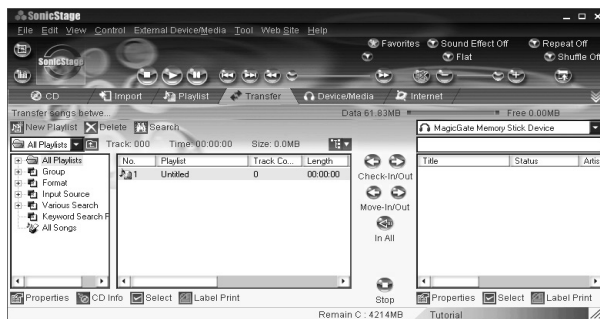 SonicStage
File Edit View Control External Device/Media Tool Web Site Help
Favorites Sound Effect Off Repeat Off
SonicStage
Flat Shuffle Off
CD Import Playlist Transfer Device/Media Internet
Transfer songs betwe... Data 61.83MB Free 0.00MB
New Playlist Delete Search MagicGate Memory Stick Device
All Playlists Track: 000 Time: 00:00:00 Size: 0.0MB
All Playlists No. Playlist Track Co... Length Title Status Artis
Group 1 Untitled 0 00:00:00
Format
Input Source
Various Search
Keyword Search F
All Songs
Check-In/Out
Move-In/Out
In All
Stop
Properties CD Info Select Label Print Properties Select Label Print
Remain C : 4214MB Tutorial